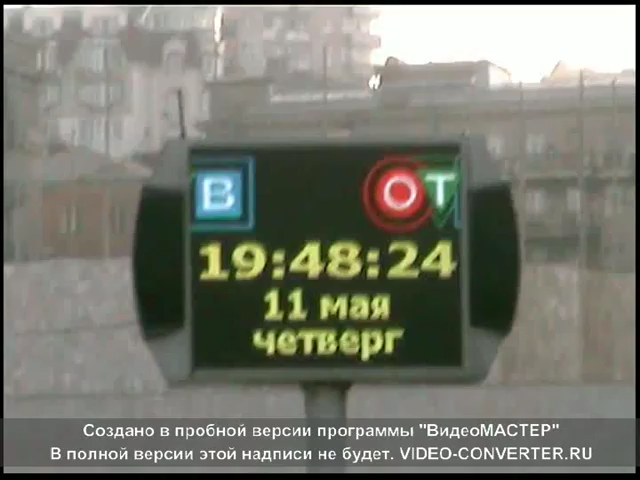 В ОТ
19:48:24
11 мая
четверг
Создано в пробной версии программы "ВидеоМАСТЕР"
В полной версии этой надписи не будет. VIDEO-CONVERTER.RU